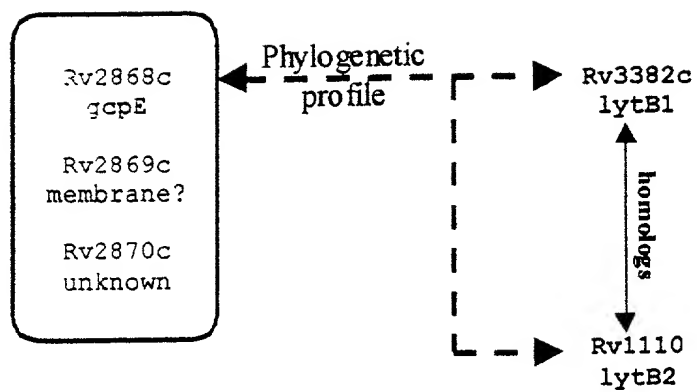 Rv2868c
gcpE
Rv2869c
membrane?
Rv2870c
unknown
Phylogenetic
profile
Rv3382c
lytB1
homologs
Rv1110
lytB2